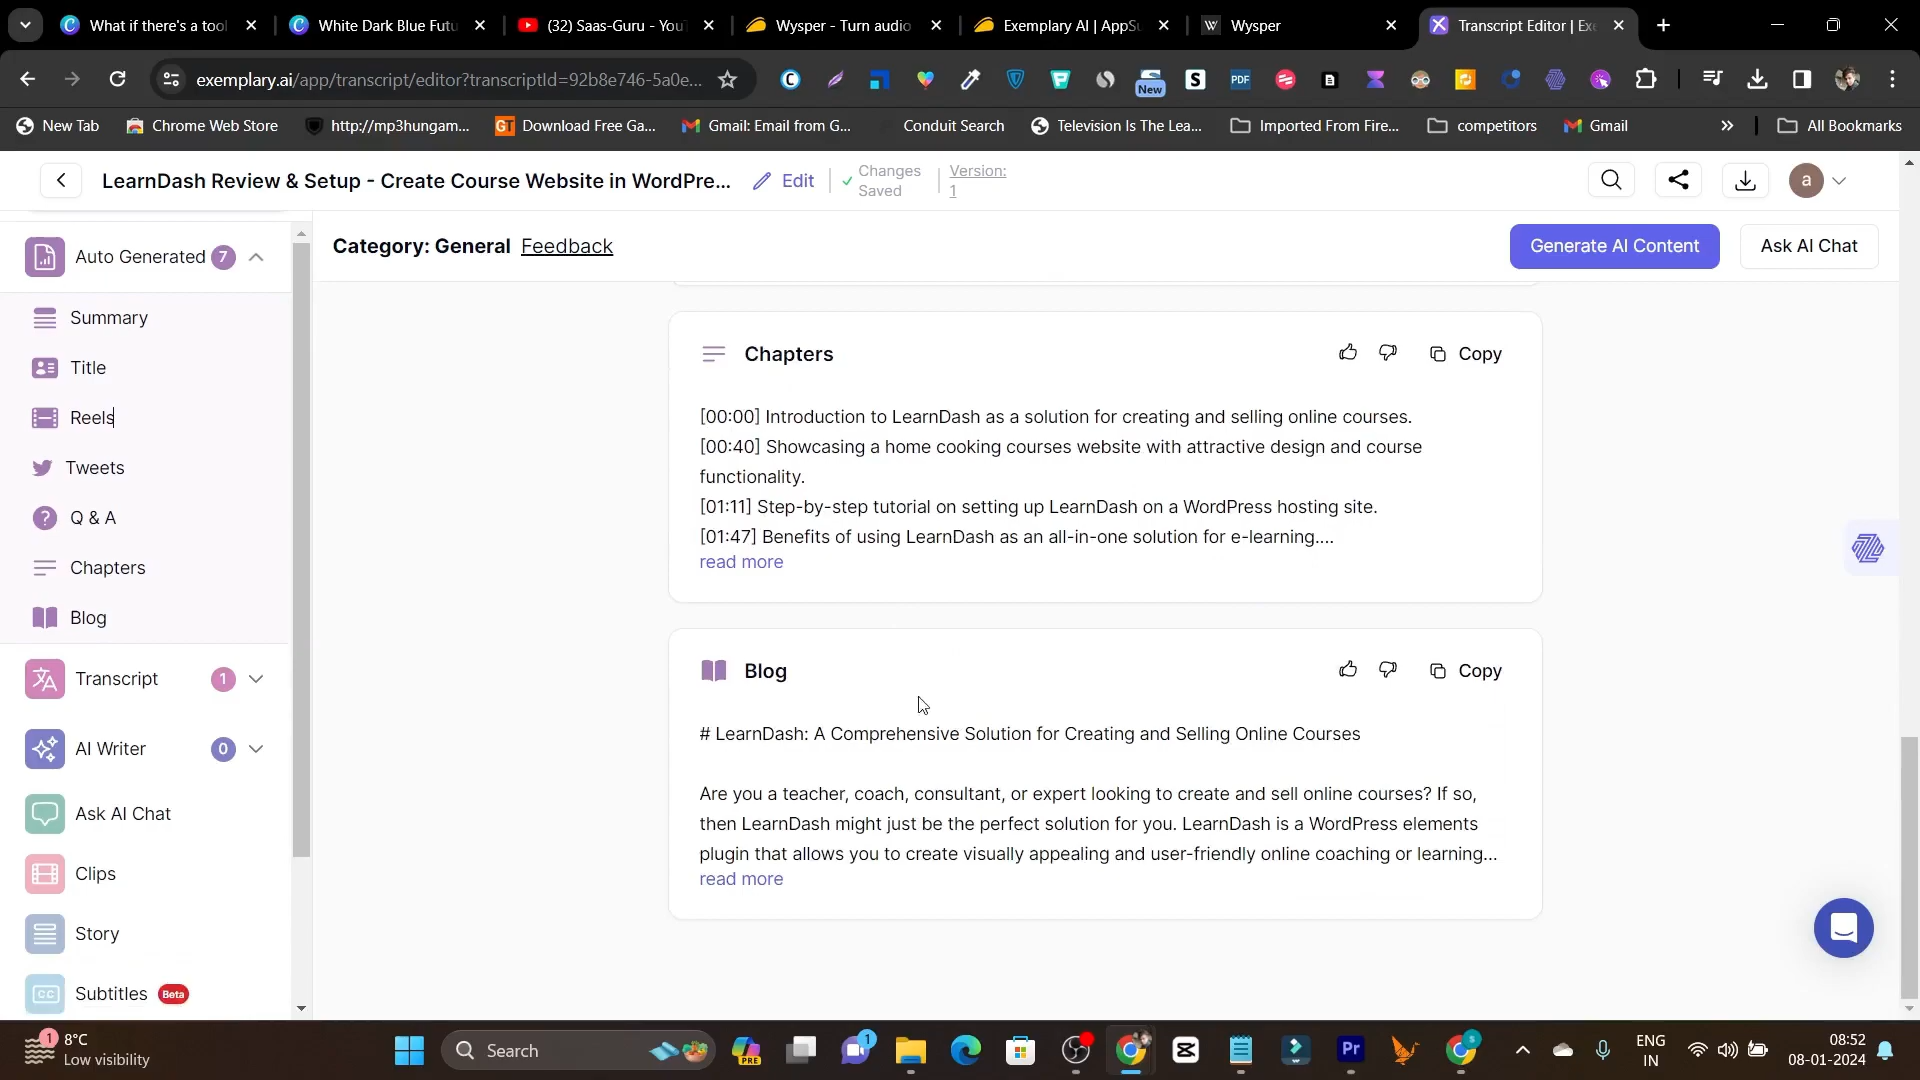 What if there's a tool
White Dark Blue Futu
(32) Saas-Guru - You
Wysper - Turn audio
Exemplary AI | AppSu
Wysper
Transcript Editor | Exe
exemplary.ai/app/transcript/editor?transcriptId=92b8e746-5a0e...
New
PDF
New Tab
Chrome Web Store
http://mp3hungam...
Download Free Ga...
Gmail: Email from G...
Conduit Search
Television Is The Lea...
Imported From Fire...
competitors
Gmail
All Bookmarks
LearnDash Review & Setup - Create Course Website in WordPre...
Edit
Changes
Saved
Version:
1
a
Auto Generated 7
Category: General Feedback
Generate AI Content
Ask AI Chat
Summary
Title
Reels
Tweets
Q & A
Chapters
Blog
Transcript 1
AI Writer 0
Ask AI Chat
Clips
Story
Subtitles Beta
Chapters
Copy
[00:00] Introduction to LearnDash as a solution for creating and selling online courses.
[00:40] Showcasing a home cooking courses website with attractive design and course
functionality.
[01:11] Step-by-step tutorial on setting up LearnDash on a WordPress hosting site.
[01:47] Benefits of using LearnDash as an all-in-one solution for e-learning....
read more
Blog
Copy
# LearnDash: A Comprehensive Solution for Creating and Selling Online Courses
Are you a teacher, coach, consultant, or expert looking to create and sell online courses? If so,
then LearnDash might just be the perfect solution for you. LearnDash is a WordPress elements
plugin that allows you to create visually appealing and user-friendly online coaching or learning...
read more
1
8°C
Low visibility
Search
PRE
1
Pr
ENG
IN
08:52
08-01-2024